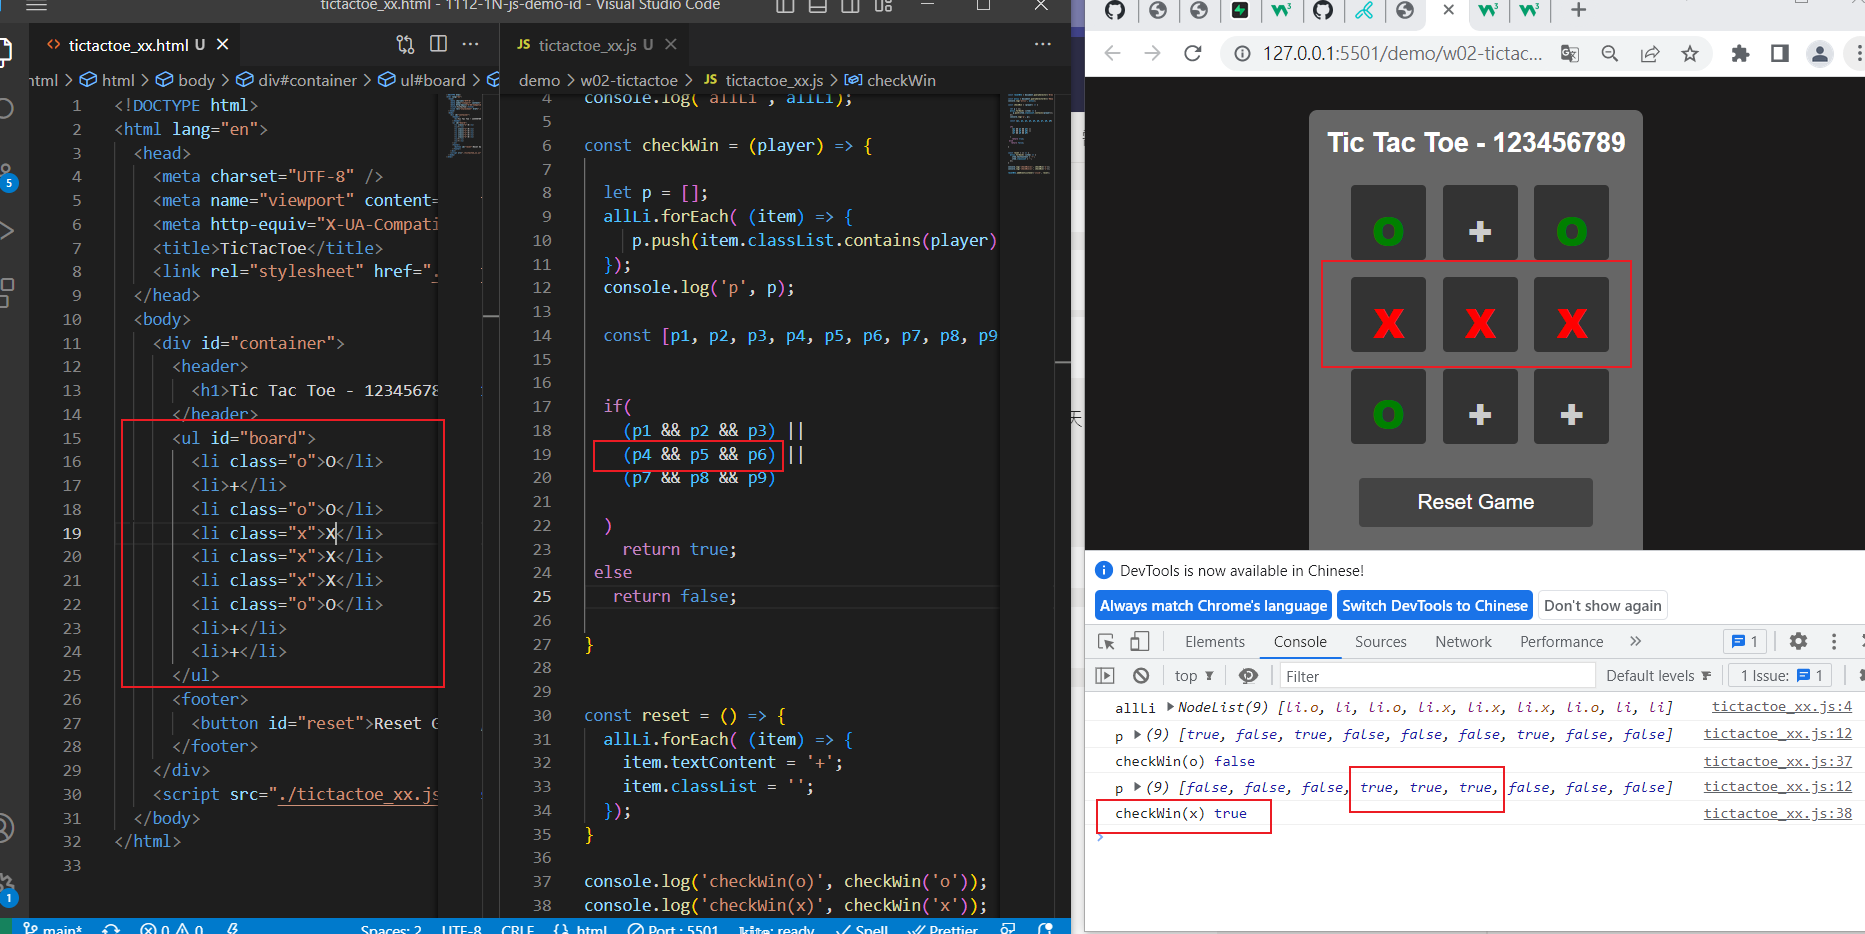 tictactoe_xx.html - 1112-1N-js-demo-id - Visual Studio Code
tictactoe_xx.html U
html > html > body > div#container > ul#board >
1 <!DOCTYPE html>
2 <html lang="en">
3 <head>
4 <meta charset="UTF-8" />
5 <meta name="viewport" content=
6 <meta http-equiv="X-UA-Compati
7 <title>TicTacToe</title>
8 <link rel="stylesheet" href=".
9 </head>
10 <body>
11 <div id="container">
12 <header>
13 <h1>Tic Tac Toe - 12345678
14 </header>
15 <ul id="board">
16 <li class="o">O</li>
17 <li>+</li>
18 <li class="o">O</li>
19 <li class="x">X</li>
20 <li class="x">X</li>
21 <li class="x">X</li>
22 <li class="o">O</li>
23 <li>+</li>
24 <li>+</li>
25 </ul>
26 <footer>
27 <button id="reset">Reset G
28 </footer>
29 </div>
30 <script src="./tictactoe_xx.js
31 </body>
32 </html>
33
5
1
JS tictactoe_xx.js U
demo > w02-tictactoe > JS tictactoe_xx.js > checkWin
4 console.log('allLi', allLi);
5
6 const checkWin = (player) => {
7
8 let p = [];
9 allLi.forEach( (item) => {
10 p.push(item.classList.contains(player)
11 });
12 console.log('p', p);
13
14 const [p1, p2, p3, p4, p5, p6, p7, p8, p9
15
16
17 if(
18 (p1 && p2 && p3) ||
19 (p4 && p5 && p6) ||
20 (p7 && p8 && p9)
21
22 )
23 return true;
24 else
25 return false;
26
27 }
28
29
30 const reset = () => {
31 allLi.forEach( (item) => {
32 item.textContent = '+';
33 item.classList = '';
34 });
35 }
36
37 console.log('checkWin(o)', checkWin('o'));
38 console.log('checkWin(x)', checkWin('x'));
main* 0 0 Spaces: 2 UTF-8 CRLF {} html Port : 5501 kite: ready Spell Prettier
127.0.0.1:5501/demo/w02-tictac...
Tic Tac Toe - 123456789
O + O
X X X
O + +
Reset Game
DevTools is now available in Chinese!
Always match Chrome's language Switch DevTools to Chinese Don't show again
Elements Console Sources Network Performance » 1
top Filter Default levels 1 Issue: 1
allLi NodeList(9) [li.o, li, li.o, li.x, li.x, li.x, li.o, li, li] tictactoe_xx.js:4
p (9) [true, false, true, false, false, false, true, false, false] tictactoe_xx.js:12
checkWin(o) false tictactoe_xx.js:37
p (9) [false, false, false, true, true, true, false, false, false] tictactoe_xx.js:12
checkWin(x) true tictactoe_xx.js:38
>